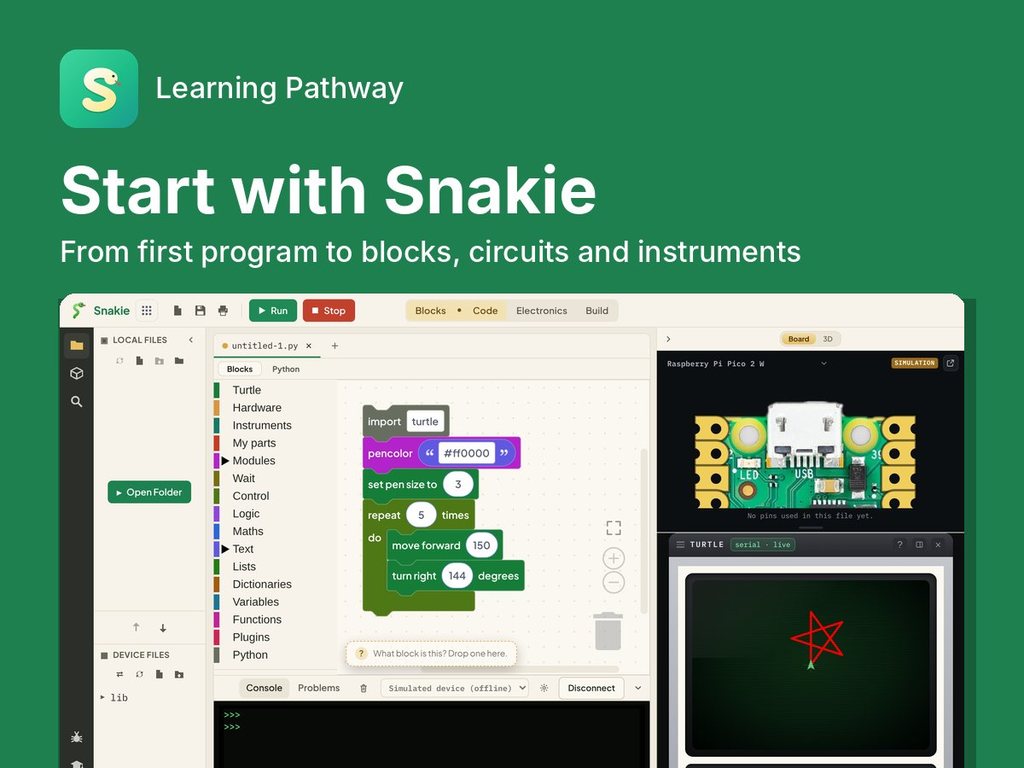 S
Learning Pathway
Start with Snakie
From first program to blocks, circuits and instruments
Snakie
Run
Stop
Blocks • Code
Electronics
Build
LOCAL FILES
Open Folder
DEVICE FILES
lib
untitled-1.py
Blocks
Python
Turtle
Hardware
Instruments
My parts
Modules
Wait
Control
Logic
Maths
Text
Lists
Dictionaries
Variables
Functions
Plugins
Python
import turtle
pencolor “ #ff0000 ”
set pen size to 3
repeat 5 times
do
move forward 150
turn right 144 degrees
? What block is this? Drop one here.
Console
Problems
Simulated device (offline)
Disconnect
>>>
>>>
Board
3D
Raspberry Pi Pico 2 W
SIMULATION
LED
USB
39
No pins used in this file yet.
TURTLE
serial · live
?